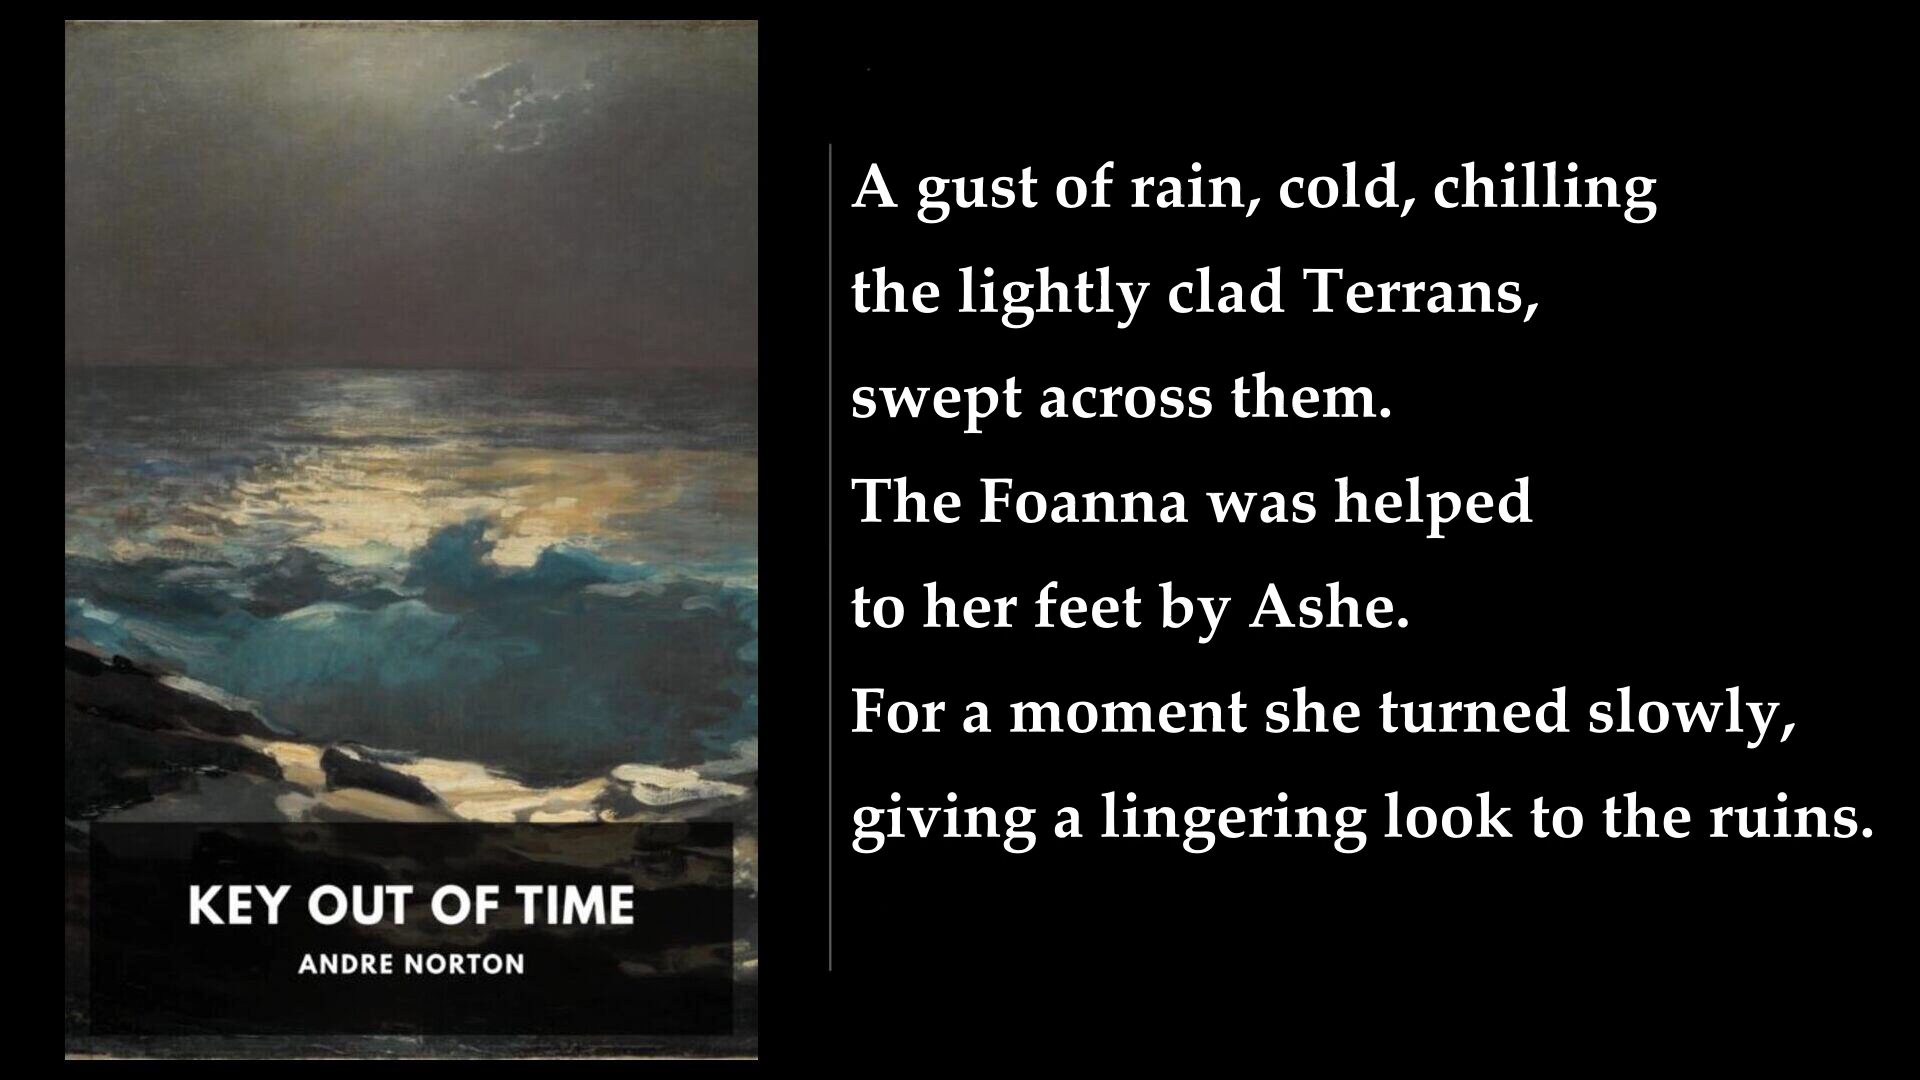 KEY OUT OF TIME
ANDRE NORTON
A gust of rain, cold, chilling
the lightly clad Terrans,
swept across them.
The Foanna was helped
to her feet by Ashe.
For a moment she turned slowly,
giving a lingering look to the ruins.